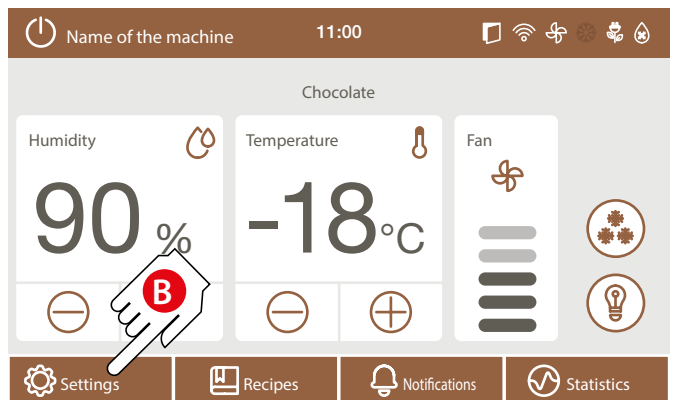 Name of the machine 11:00
Chocolate
Humidity Temperature Fan
90 % -18°C
B
Settings Recipes Notifications Statistics